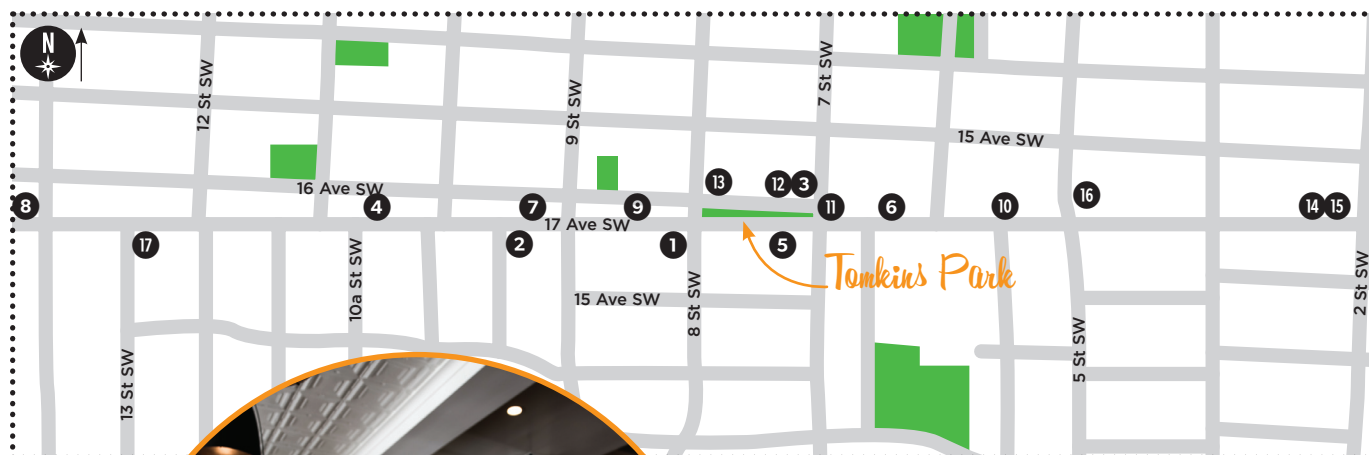 N
12 St SW
9 St SW
7 St SW
15 Ave SW
16 Ave SW
13
12
3
8
4
7
9
11
6
10
16
14
15
17 Ave SW
17
2
1
5
Tomkins Park
10a St SW
15 Ave SW
8 St SW
2 St SW
13 St SW
5 St SW